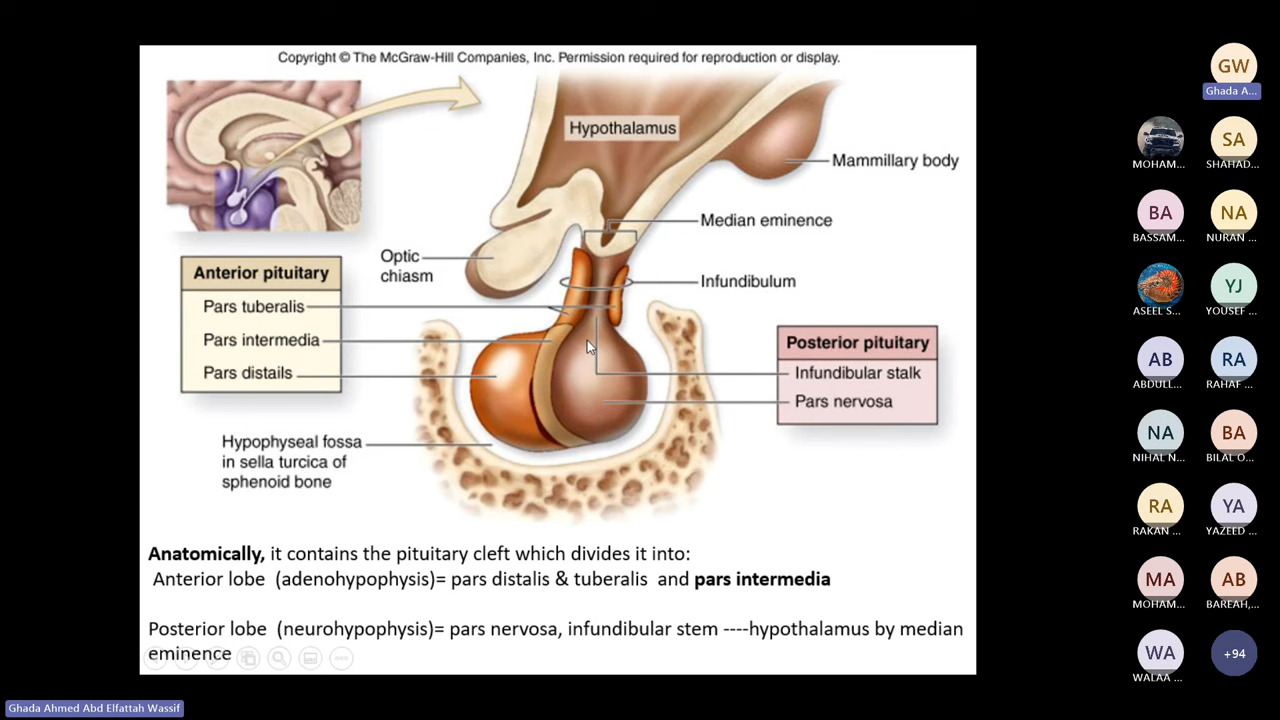 Copyright © The McGraw-Hill Companies, Inc. Permission required for reproduction or display.
Hypothalamus
Mammillary body
Median eminence
Optic
chiasm
Infundibulum
Anterior pituitary
Pars tuberalis
Pars intermedia
Pars distails
Posterior pituitary
Infundibular stalk
Pars nervosa
Hypophyseal fossa
in sella turcica of
sphenoid bone
Anatomically, it contains the pituitary cleft which divides it into:
Anterior lobe (adenohypophysis)= pars distalis & tuberalis and pars intermedia
Posterior lobe (neurohypophysis)= pars nervosa, infundibular stem ----hypothalamus by median
eminence
GW
Ghada A...
MOHAM...
SA
SHAHAD...
BA
BASSAM...
NA
NURAN ...
ASEEL S...
YJ
YOUSEF ...
AB
ABDULL...
RA
RAHAF ...
NA
NIHAL N...
BA
BILAL O...
RA
RAKAN ...
YA
YAZEED ...
MA
MOHAM...
AB
BAREAH,...
WA
WALAA ...
+94
Ghada Ahmed Abd Elfattah Wassif